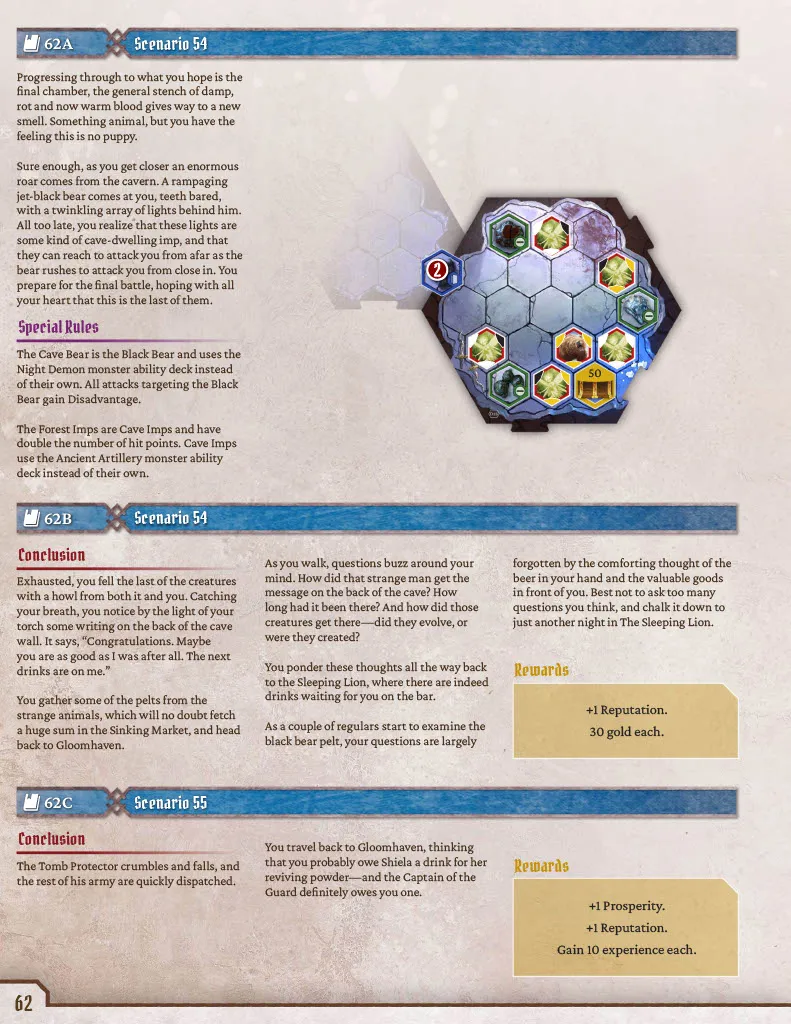 62A
Scenario 54
Progressing through to what you hope is the
final chamber, the general stench of damp,
rot and now warm blood gives way to a new
smell. Something animal, but you have the
feeling this is no puppy.
Sure enough, as you get closer an enormous
roar comes from the cavern. A rampaging
jet-black bear comes at you, teeth bared,
with a twinkling array of lights behind him.
All too late, you realize that these lights are
some kind of cave-dwelling imp, and that
they can reach to attack you from afar as the
bear rushes to attack you from close in. You
prepare for the final battle, hoping with all
your heart that this is the last of them.
Special Rules
The Cave Bear is the Black Bear and uses the
Night Demon monster ability deck instead
of their own. All attacks targeting the Black
Bear gain Disadvantage.
The Forest Imps are Cave Imps and have
double the number of hit points. Cave Imps
use the Ancient Artillery monster ability
deck instead of their own.
2
50
62B
Scenario 54
Conclusion
Exhausted, you fell the last of the creatures
with a howl from both it and you. Catching
your breath, you notice by the light of your
torch some writing on the back of the cave
wall. It says, “Congratulations. Maybe
you are as good as I was after all. The next
drinks are on me.”
You gather some of the pelts from the
strange animals, which will no doubt fetch
a huge sum in the Sinking Market, and head
back to Gloomhaven.
As you walk, questions buzz around your
mind. How did that strange man get the
message on the back of the cave? How
long had it been there? And how did those
creatures get there—did they evolve, or
were they created?
You ponder these thoughts all the way back
to the Sleeping Lion, where there are indeed
drinks waiting for you on the bar.
As a couple of regulars start to examine the
black bear pelt, your questions are largely
forgotten by the comforting thought of the
beer in your hand and the valuable goods
in front of you. Best not to ask too many
questions you think, and chalk it down to
just another night in The Sleeping Lion.
Rewards
+1 Reputation.
30 gold each.
62C
Scenario 55
Conclusion
The Tomb Protector crumbles and falls, and
the rest of his army are quickly dispatched.
You travel back to Gloomhaven, thinking
that you probably owe Shiela a drink for her
reviving powder—and the Captain of the
Guard definitely owes you one.
Rewards
+1 Prosperity.
+1 Reputation.
Gain 10 experience each.
62